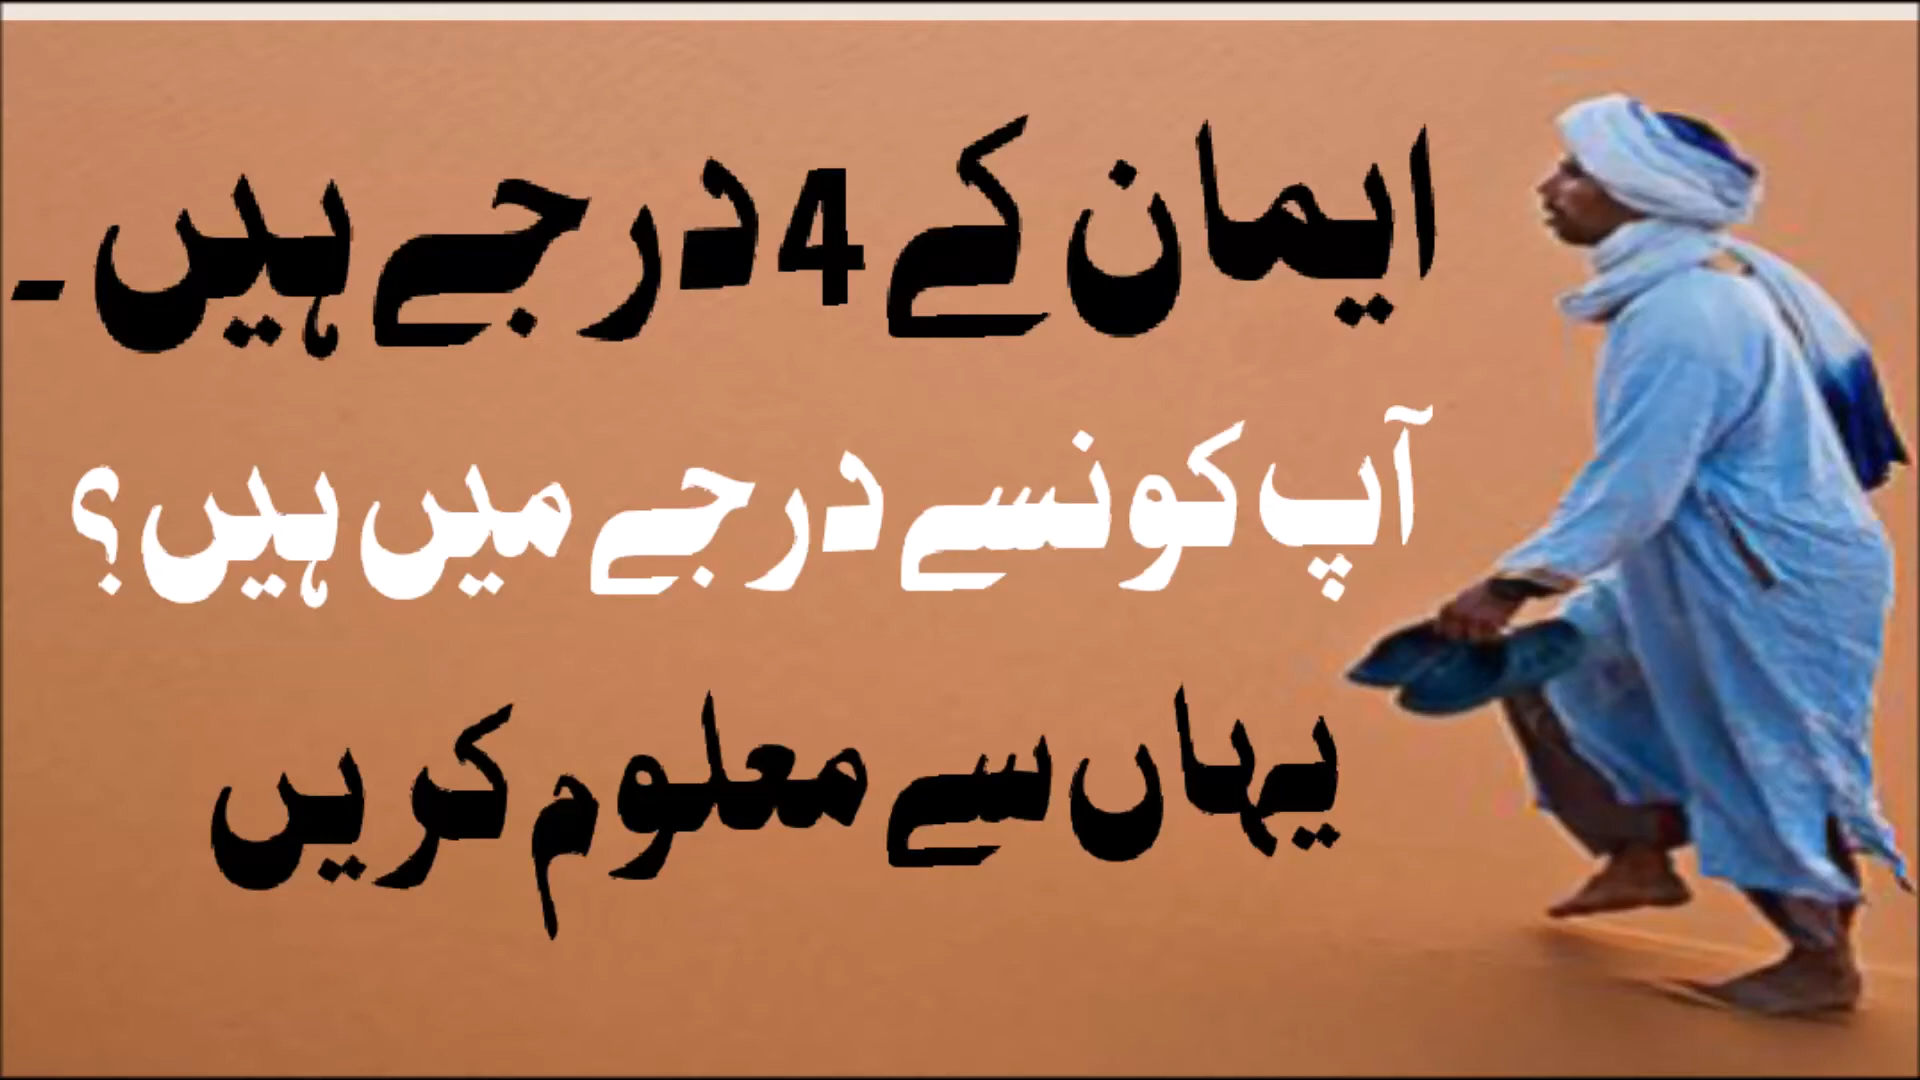 ایمان کے 4 درجے ہیں ۔
آپ کونسے درجے میں ہیں ؟
یہاں سے معلوم کریں